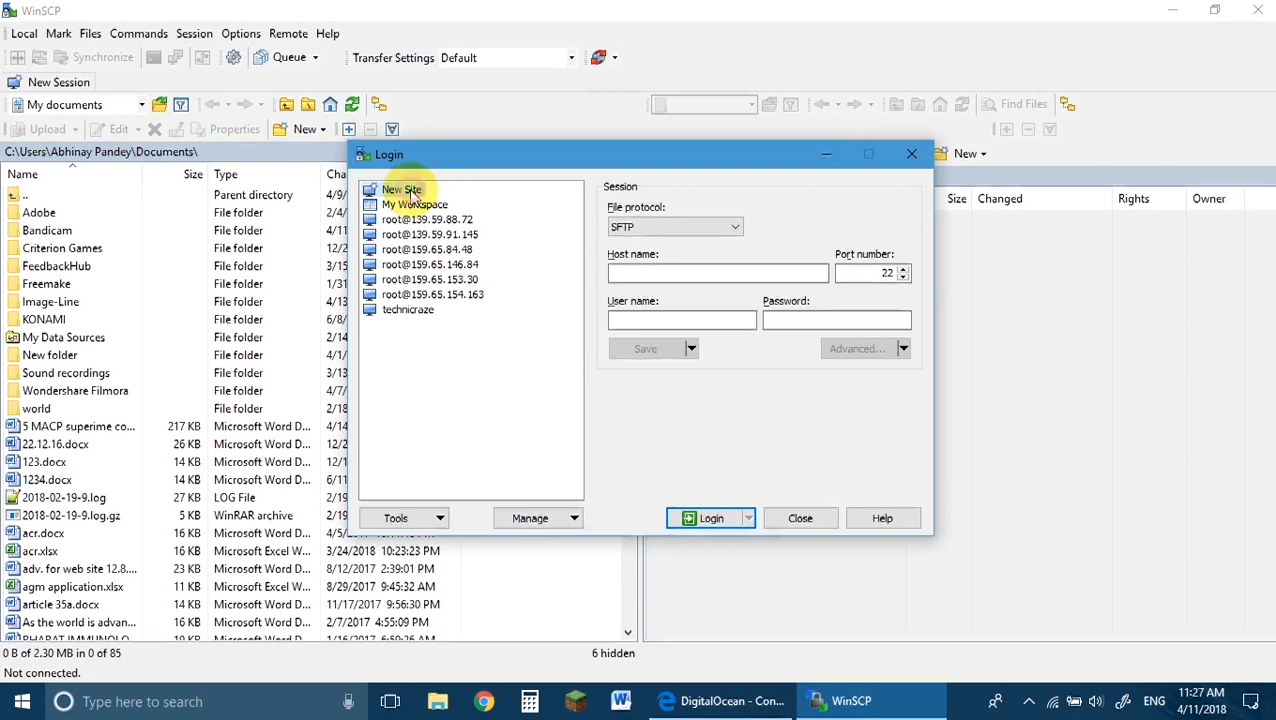 WinSCP
Local Mark Files Commands Session Options Remote Help
Synchronize Queue Transfer Settings Default
New Session
My documents Find Files
Upload Edit Properties New
C:\Users\Abhinay Pandey\Documents\
New
Name Size Type Cha
Size Changed Rights Owner
.. Parent directory 4/9/
Adobe File folder
Bandicam File folder
Criterion Games File folder
FeedbackHub File folder
Freemake File folder
Image-Line File folder
KONAMI File folder
My Data Sources File folder
New folder File folder
Sound recordings File folder
Wondershare Filmora File folder
world File folder
5 MACP superime co... 217 KB Microsoft Word D...
22.12.16.docx 26 KB Microsoft Word D...
123.docx 14 KB Microsoft Word D...
1234.docx 14 KB Microsoft Word D...
2018-02-19-9.log 27 KB LOG File
2018-02-19-9.log.gz 5 KB WinRAR archive
acr.docx 14 KB Microsoft Word D...
acr.xlsx 11 KB Microsoft Excel W... 3/24/2018 10:23:23 PM
adv. for web site 12.8.... 23 KB Microsoft Word D... 8/12/2017 2:39:01 PM
agm application.xlsx 11 KB Microsoft Excel W... 8/29/2017 9:45:32 AM
article 35a.docx 14 KB Microsoft Word D... 11/17/2017 9:56:30 PM
As the world is advan... 19 KB Microsoft Word D... 2/7/2017 4:55:09 PM
Login
New Site
My Workspace
root@139.59.88.72
root@139.59.91.145
root@159.65.84.48
root@159.65.146.84
root@159.65.153.30
root@159.65.154.163
technicraze
Session
File protocol:
SFTP
Host name: Port number:
22
User name: Password:
Save Advanced...
Tools Manage Login Close Help
0 B of 2.30 MB in 0 of 85 6 hidden
Not connected.
Type here to search DigitalOcean - Con... WinSCP ENG 11:27 AM
4/11/2018